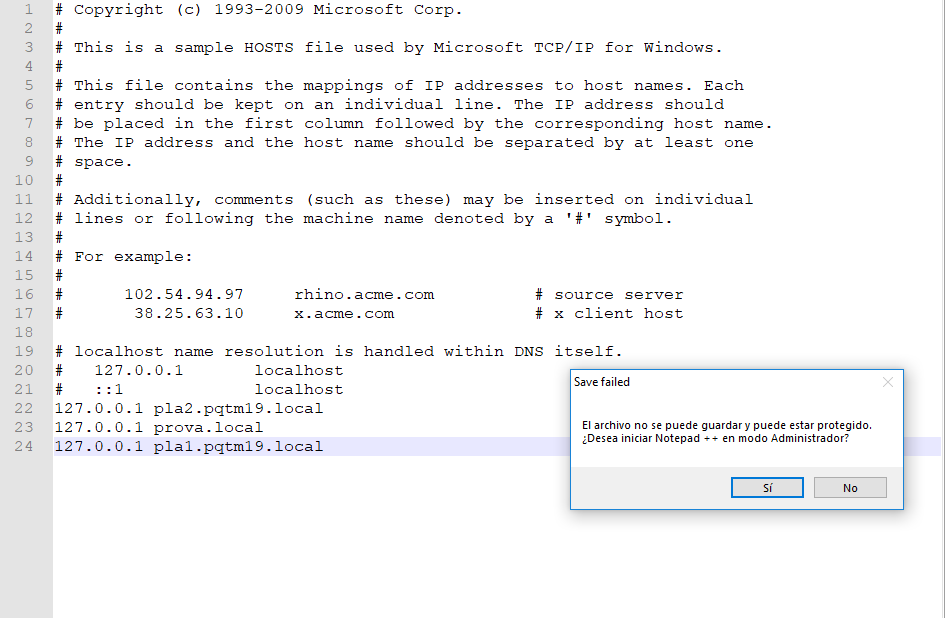 1 # Copyright (c) 1993-2009 Microsoft Corp.
2 #
3 # This is a sample HOSTS file used by Microsoft TCP/IP for Windows.
4 #
5 # This file contains the mappings of IP addresses to host names. Each
6 # entry should be kept on an individual line. The IP address should
7 # be placed in the first column followed by the corresponding host name.
8 # The IP address and the host name should be separated by at least one
9 # space.
10 #
11 # Additionally, comments (such as these) may be inserted on individual
12 # lines or following the machine name denoted by a '#' symbol.
13 #
14 # For example:
15 #
16 #      102.54.94.97     rhino.acme.com          # source server
17 #       38.25.63.10     x.acme.com              # x client host
18
19 # localhost name resolution is handled within DNS itself.
20 #   127.0.0.1       localhost
21 #   ::1             localhost
22 127.0.0.1 pla2.pqtm19.local
23 127.0.0.1 prova.local
24 127.0.0.1 pla1.pqtm19.local
Save failed
El archivo no se puede guardar y puede estar protegido.
¿Desea iniciar Notepad ++ en modo Administrador?
Sí No